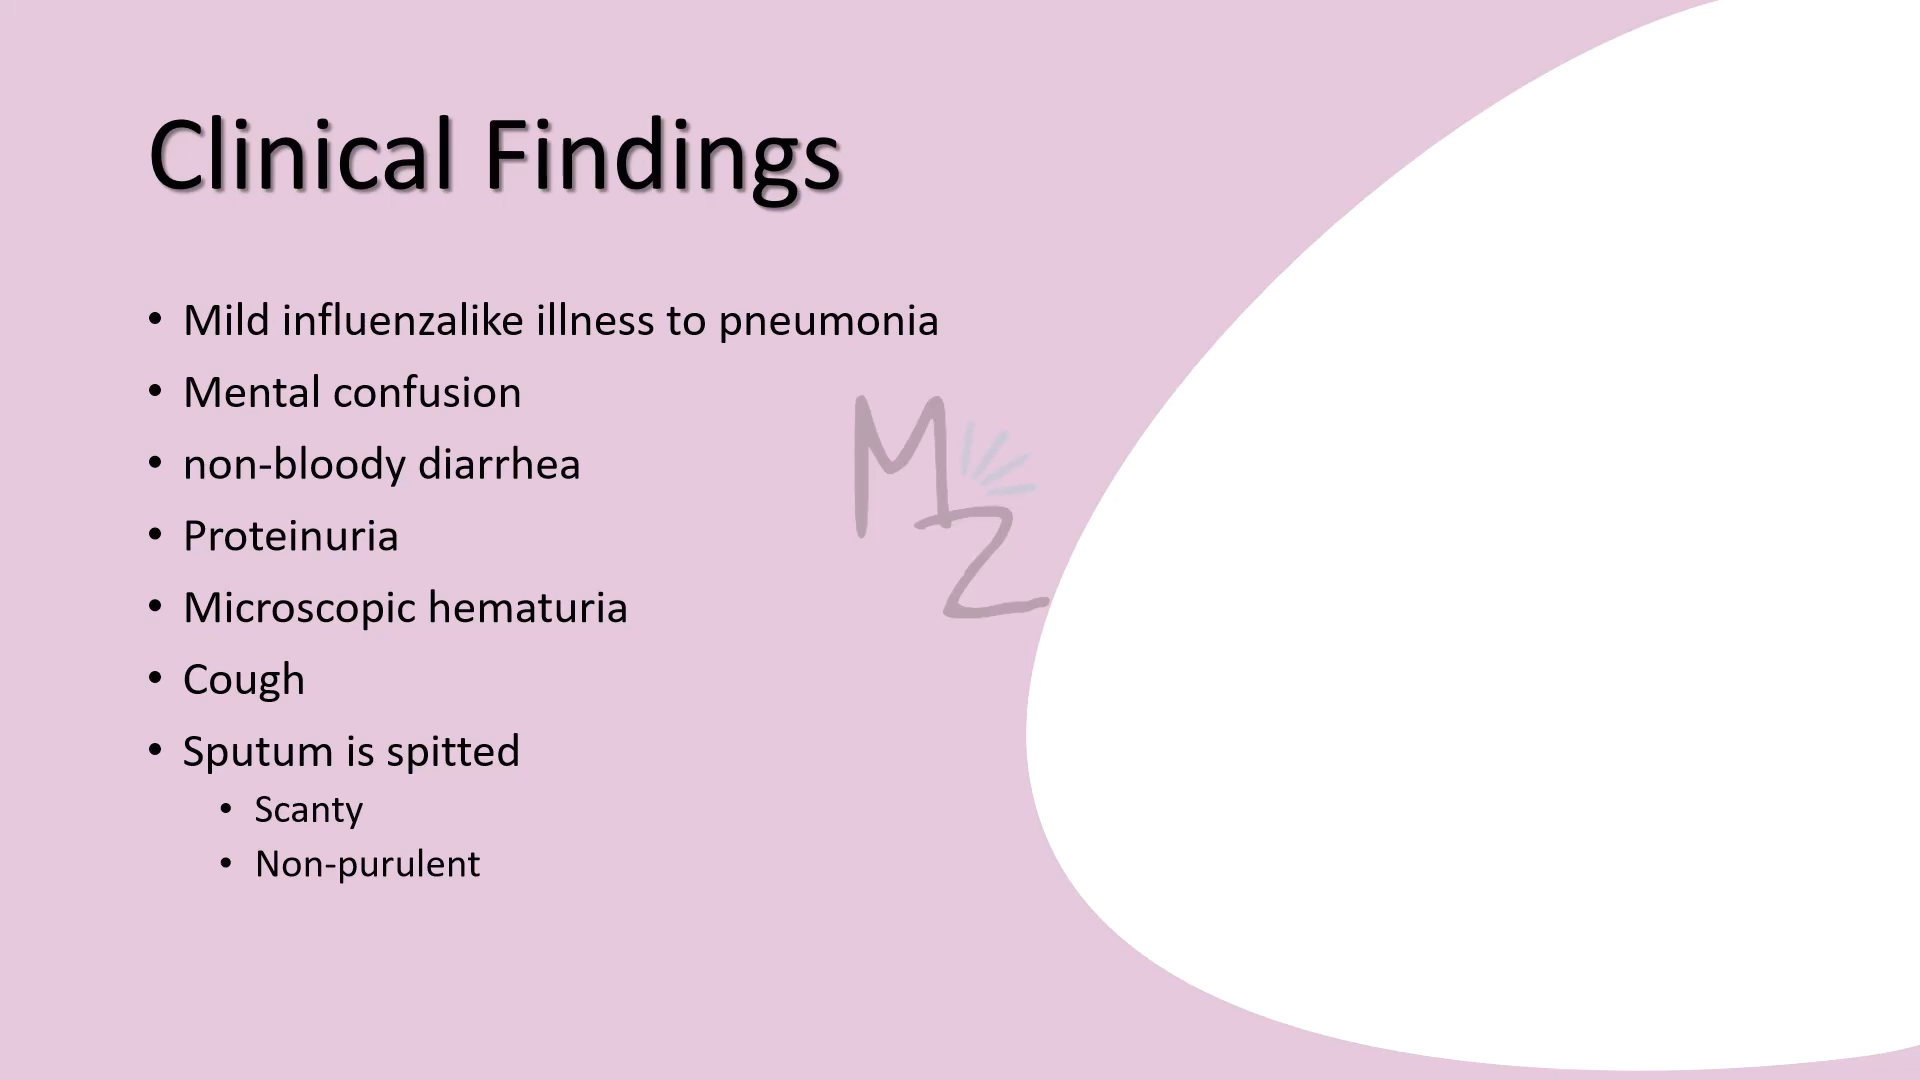 Clinical Findings
• Mild influenzalike illness to pneumonia
• Mental confusion
• non-bloody diarrhea
• Proteinuria
• Microscopic hematuria
• Cough
• Sputum is spitted
• Scanty
• Non-purulent
MZ